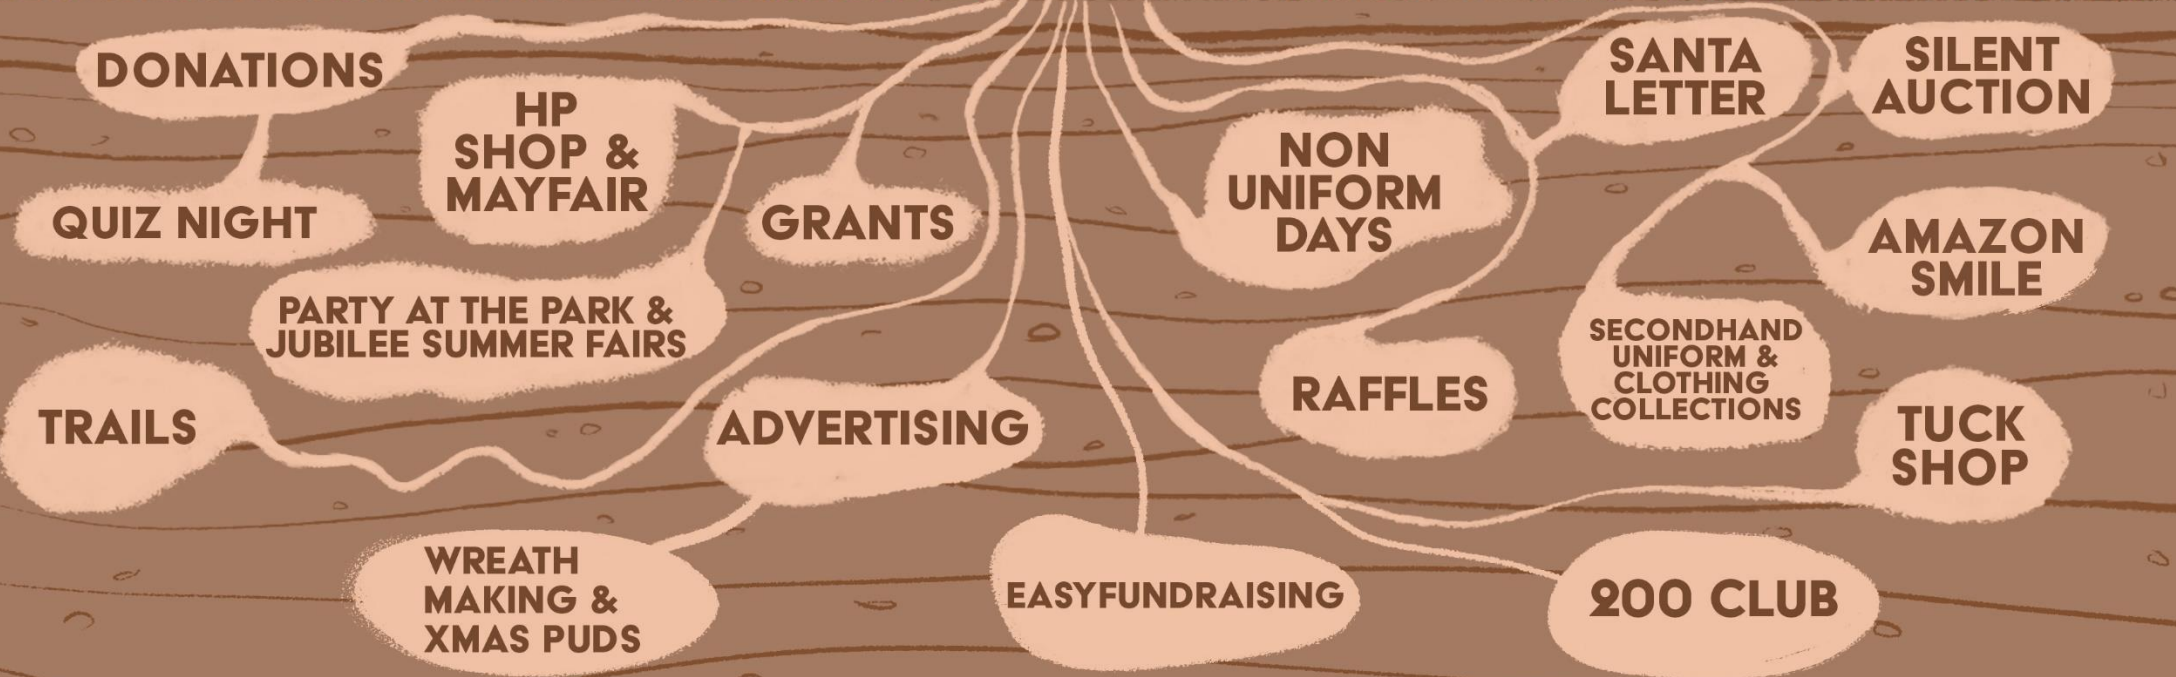 DONATIONS
QUIZ NIGHT
HP
SHOP &
MAYFAIR
GRANTS
PARTY AT THE PARK &
JUBILEE SUMMER FAIRS
TRAILS
ADVERTISING
WREATH
MAKING &
XMAS PUDS
EASYFUNDRAISING
NON
UNIFORM
DAYS
SANTA
LETTER
SILENT
AUCTION
AMAZON
SMILE
RAFFLES
SECONDHAND
UNIFORM &
CLOTHING
COLLECTIONS
TUCK
SHOP
200 CLUB